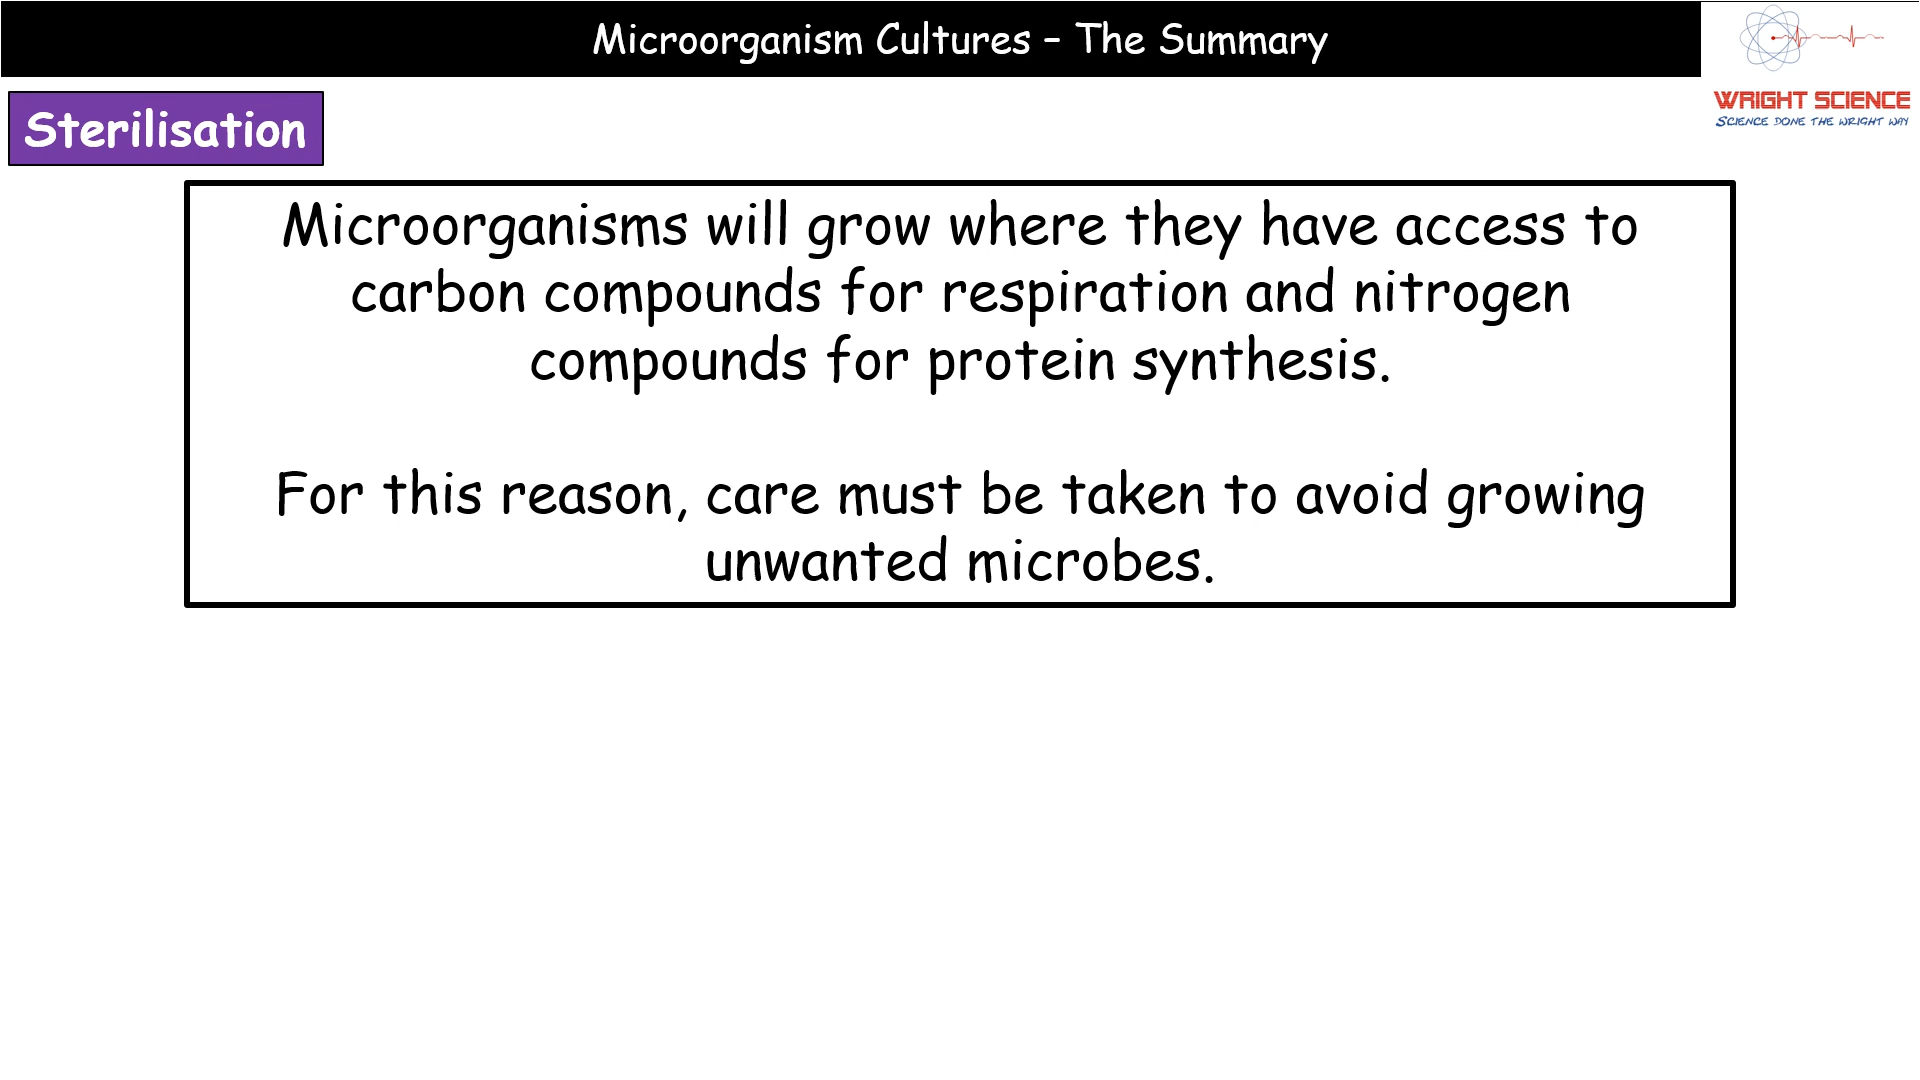 Microorganism Cultures – The Summary
WRIGHT SCIENCE
SCIENCE DONE THE WRIGHT WAY
Sterilisation
Microorganisms will grow where they have access to
carbon compounds for respiration and nitrogen
compounds for protein synthesis.
For this reason, care must be taken to avoid growing
unwanted microbes.